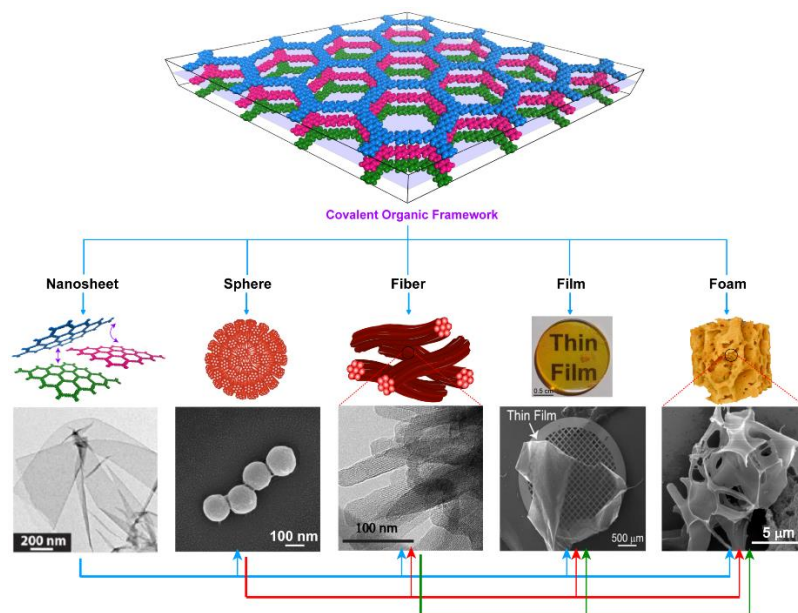 Covalent Organic Framework
Nanosheet
Sphere
Fiber
Film
Foam
Thin
Film
0.5 cm
Thin Film
200 nm
100 nm
100 nm
500 μm
5 μm